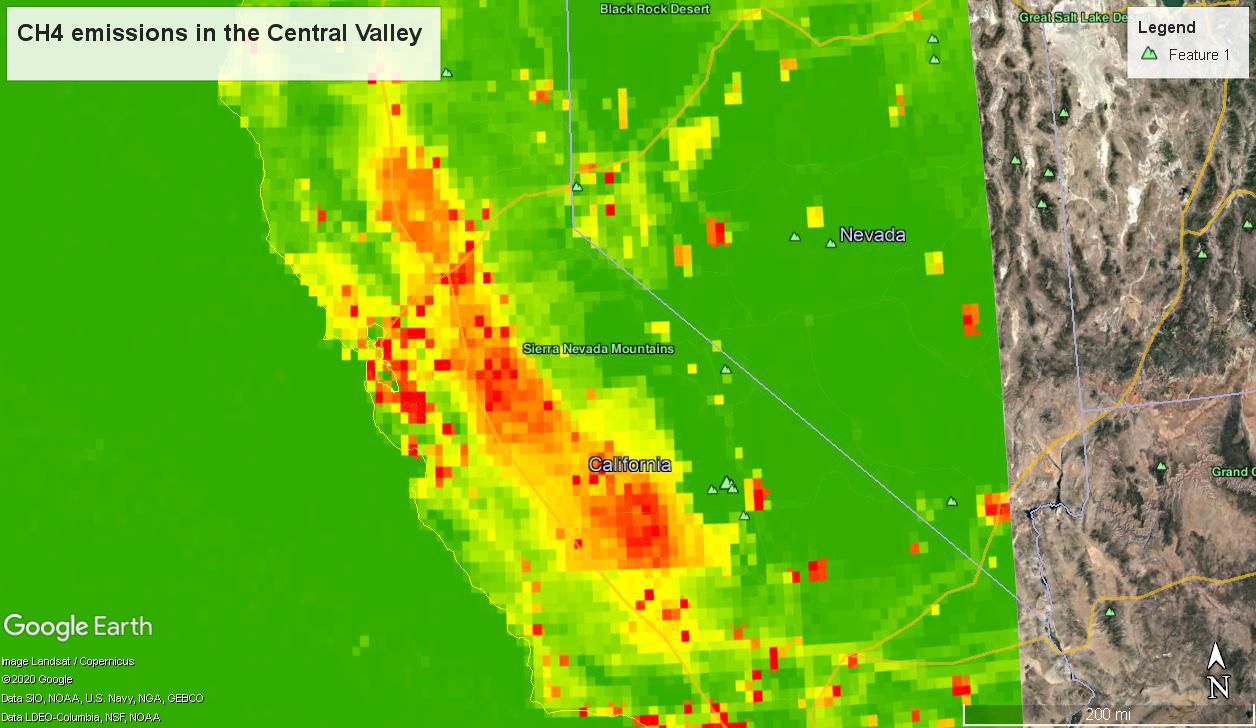 Black Rock Desert
Great Salt Lake De
CH4 emissions in the Central Valley
Legend
Feature 1
Nevada
Sierra Nevada Mountains
California
Grand C
Google Earth
Image Landsat / Copernicus
©2020 Google
Data SIO, NOAA, U.S. Navy, NGA, GEBCO
Data LDEO-Columbia, NSF, NOAA
N
200 mi